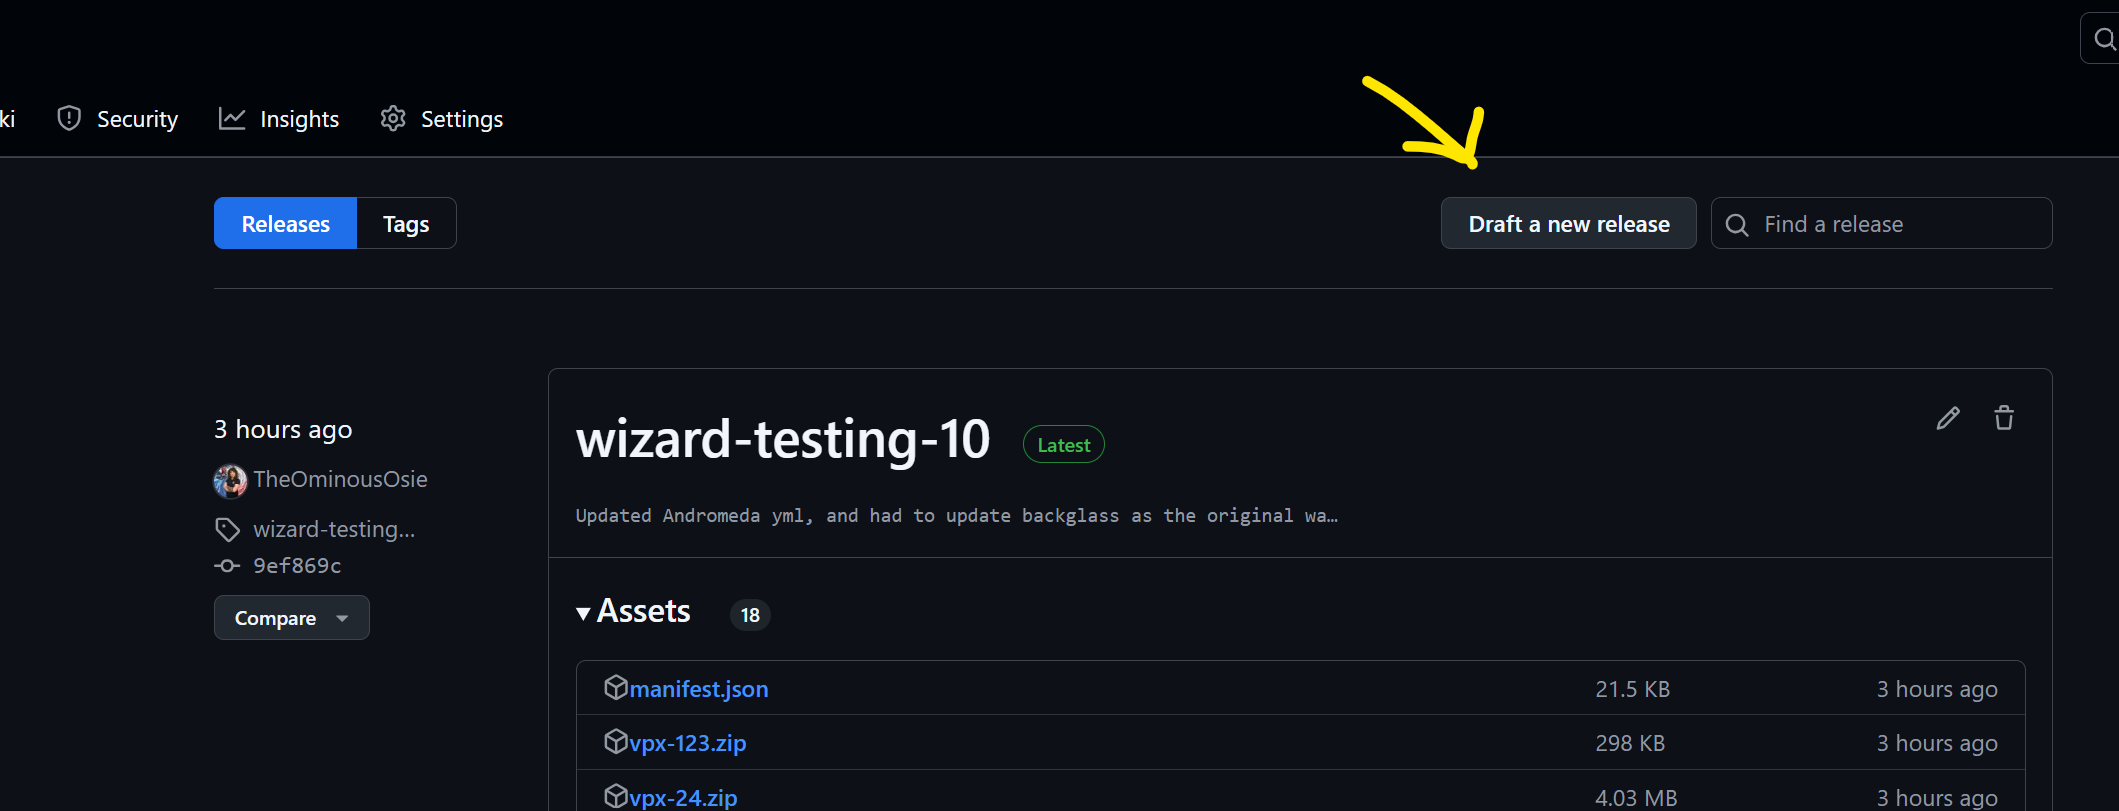 ki Security Insights Settings
Releases Tags Draft a new release Find a release
3 hours ago
TheOminousOsie
wizard-testing...
9ef869c
Compare
wizard-testing-10 Latest
Updated Andromeda yml, and had to update backglass as the original wa…
Assets 18
manifest.json 21.5 KB 3 hours ago
vpx-123.zip 298 KB 3 hours ago
vpx-24.zip 4.03 MB 3 hours ago